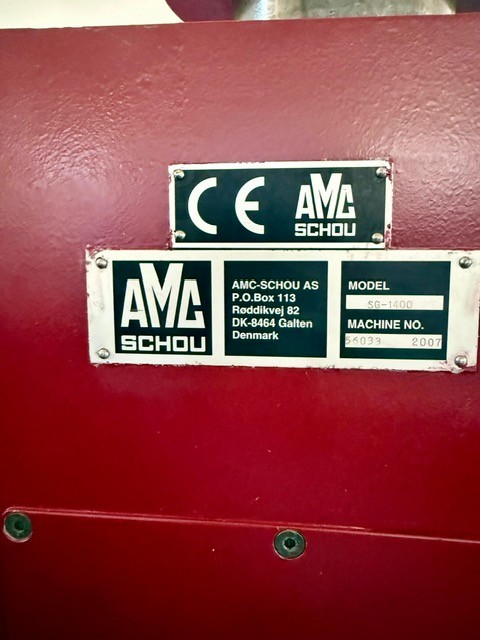 CE AMC
SCHOU
AMC
SCHOU
AMC-SCHOU AS
P.O.Box 113
Røddikvej 82
DK-8464 Galten
Denmark
MODEL
SG-1400
MACHINE NO.
56033 2007